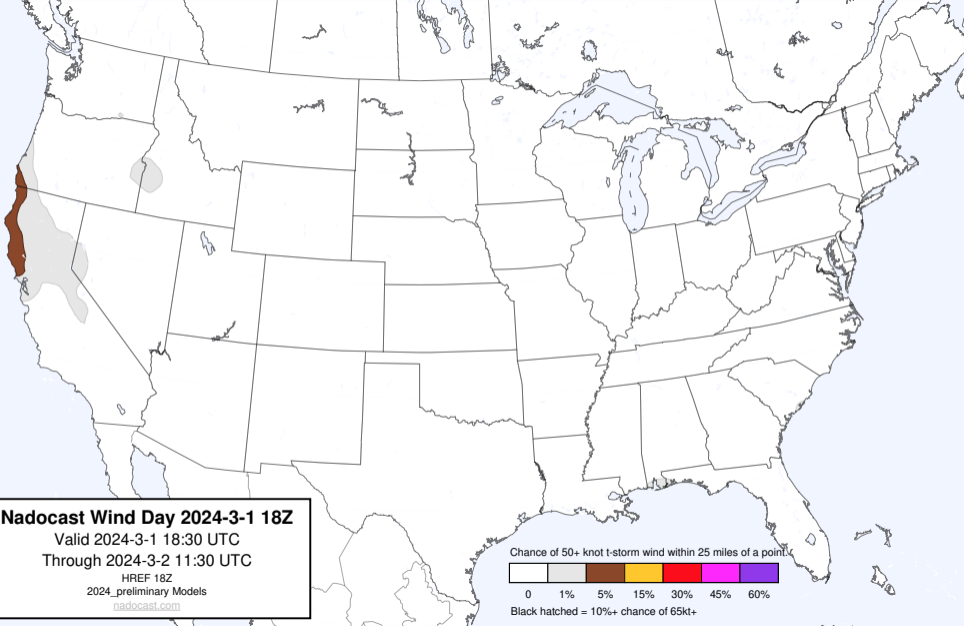 Nadocast Wind Day 2024-3-1 18Z
Valid 2024-3-1 18:30 UTC
Through 2024-3-2 11:30 UTC
HREF 18Z
2024_preliminary Models
nadocast.com
Chance of 50+ knot t-storm wind within 25 miles of a point.
0 1% 5% 15% 30% 45% 60%
Black hatched = 10%+ chance of 65kt+